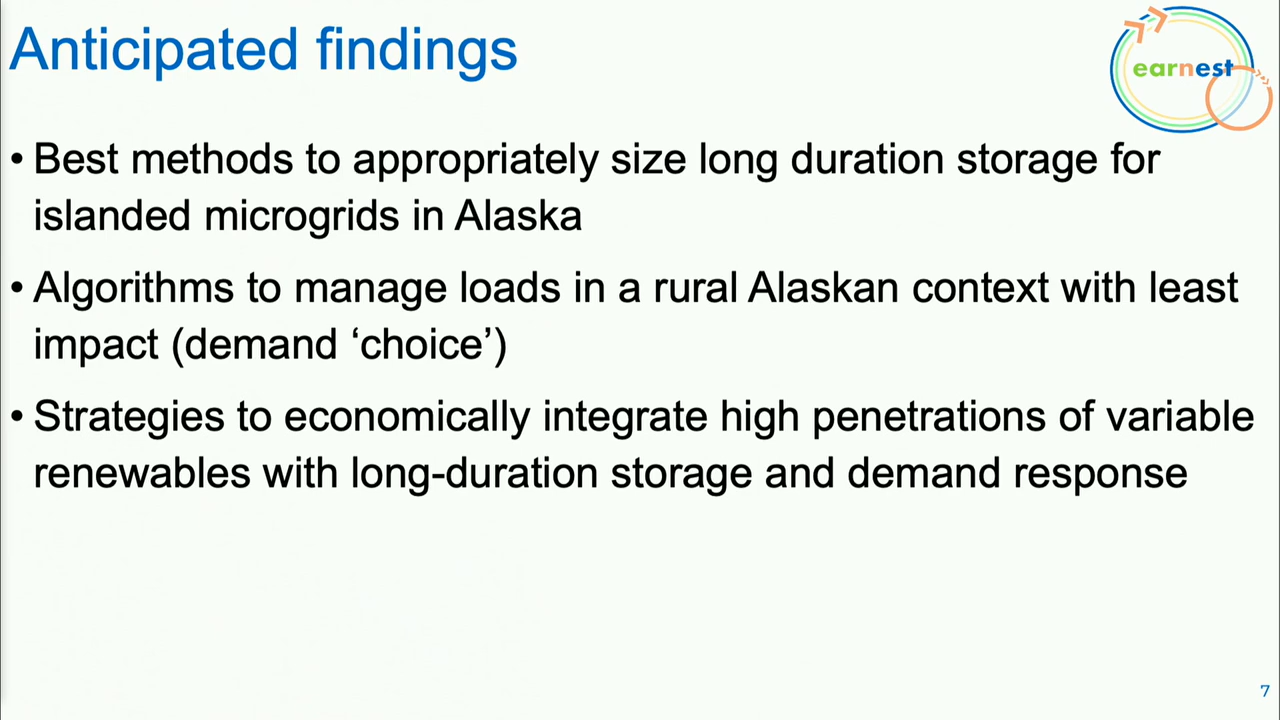 Anticipated findings
earnest
• Best methods to appropriately size long duration storage for
islanded microgrids in Alaska
• Algorithms to manage loads in a rural Alaskan context with least
impact (demand ‘choice’)
• Strategies to economically integrate high penetrations of variable
renewables with long-duration storage and demand response
7